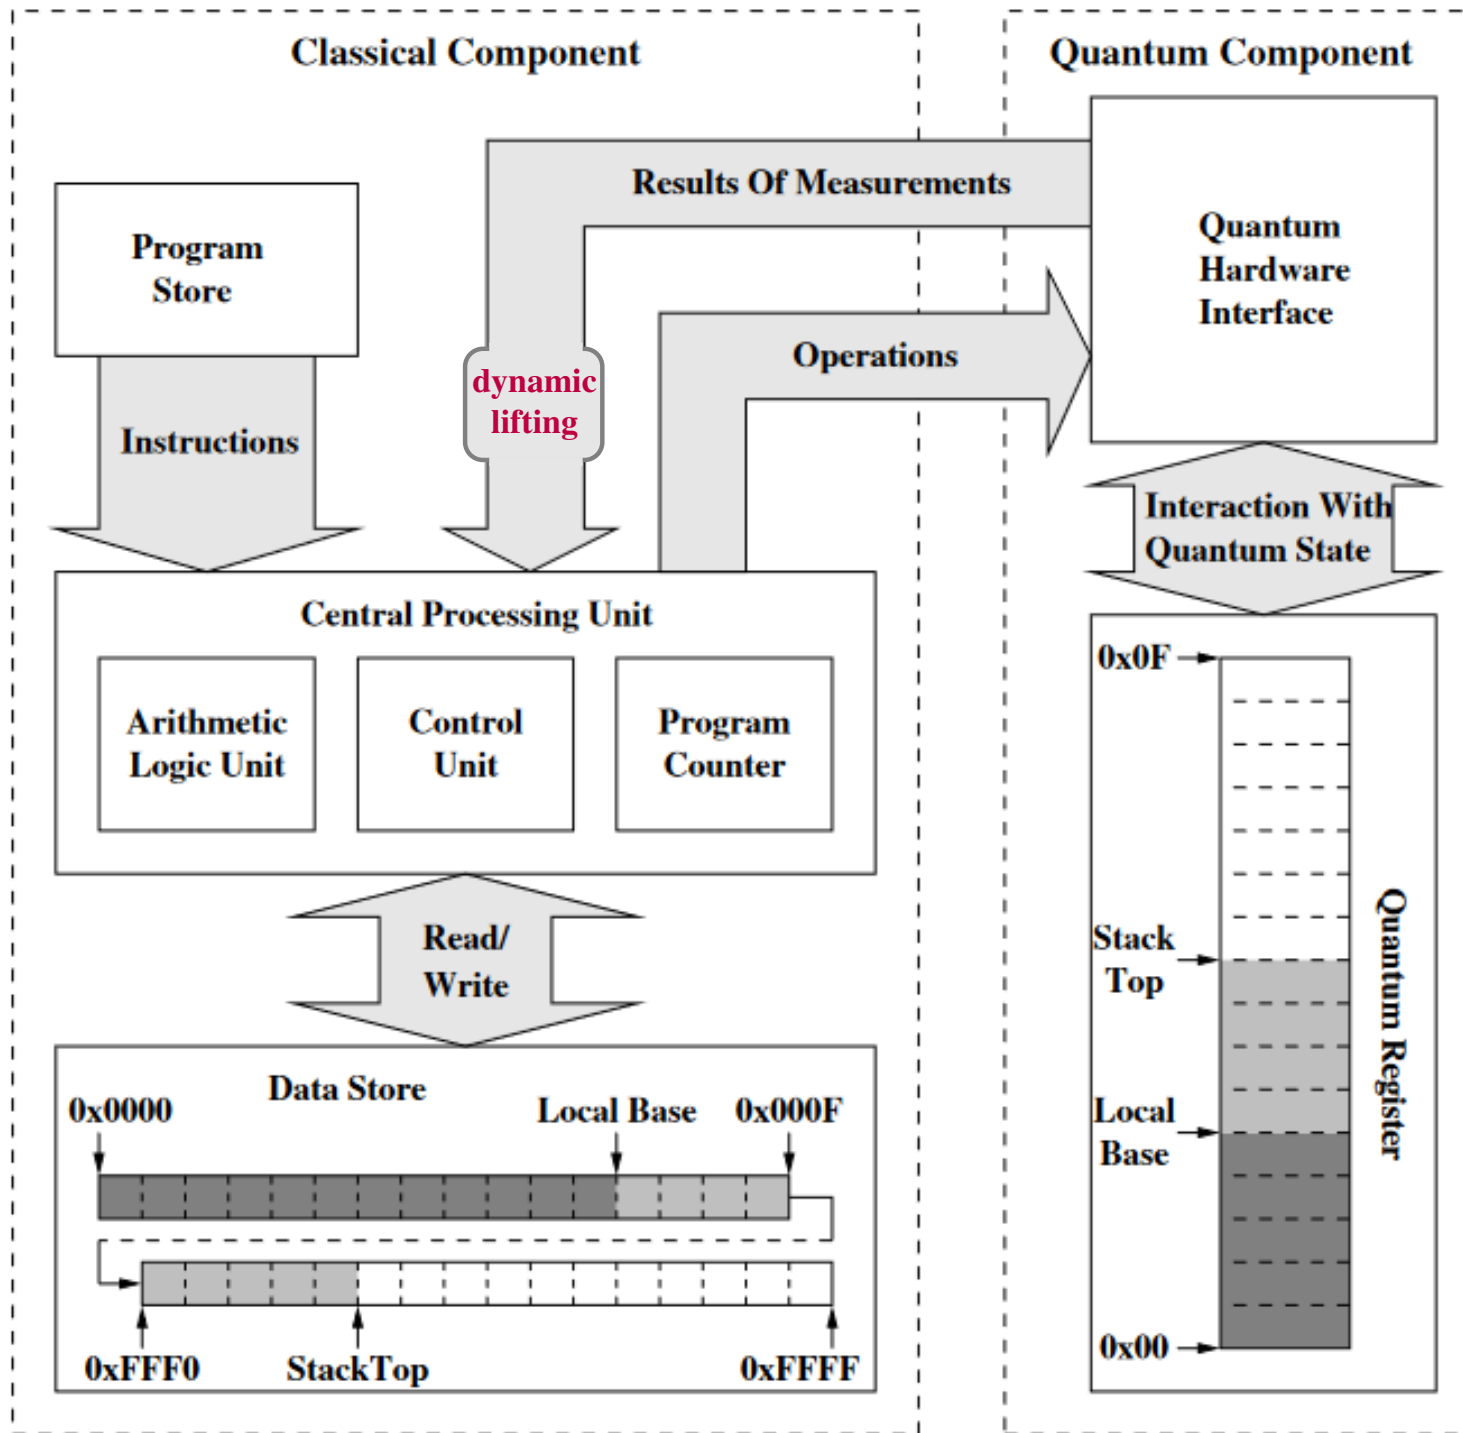 Classical Component
Quantum Component
Results Of Measurements
Program
Store
Quantum
Hardware
Interface
Operations
dynamic
lifting
Instructions
Interaction With
Quantum State
Central Processing Unit
Arithmetic
Logic Unit
Control
Unit
Program
Counter
0x0F
Stack
Top
Local
Base
0x00
Quantum Register
Read/
Write
Data Store
0x0000
Local Base
0x000F
0xFFF0
StackTop
0xFFFF